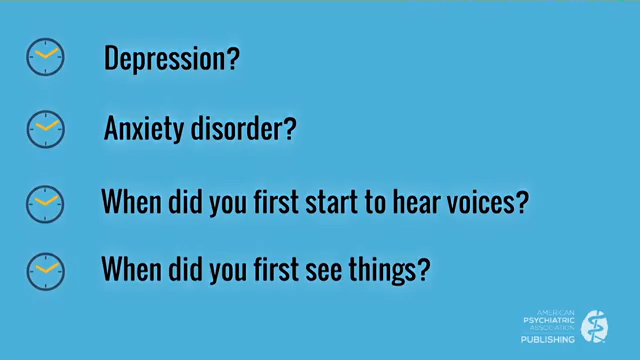 Depression?
Anxiety disorder?
When did you first start to hear voices?
When did you first see things?
AMERICAN
PSYCHIATRIC
ASSOCIATION
PUBLISHING